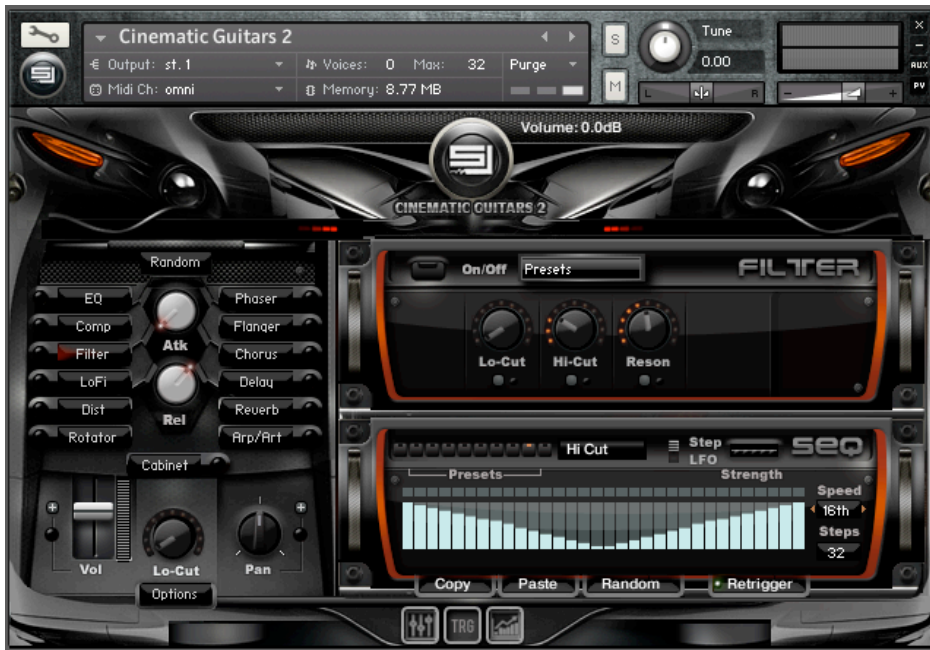 Cinematic Guitars 2
Output: st.1
Voices: 0 Max: 32 Purge
Midi Ch: omni
Memory: 8.77 MB
S
M
Tune
0.00
L R
- +
×
-
AUX
PV
Volume: 0.0dB
CINEMATIC GUITARS 2
Random
EQ
Comp
Filter
LoFi
Dist
Rotator
Atk
Rel
Phaser
Flanger
Chorus
Delay
Reverb
Arp/Art
Cabinet
Vol
Lo-Cut
Pan
Options
On/Off Presets
FILTER
Lo-Cut Hi-Cut Reson
Hi Cut
Step
LFO
SEQ
Presets
Strength
Speed
16th
Steps
32
Copy Paste Random Retrigger
TRG